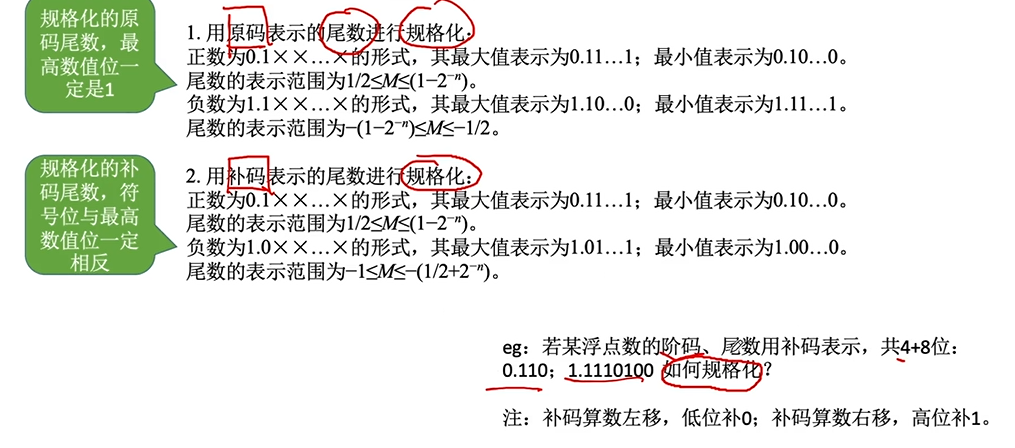 规格化的原
码尾数，最
高数值位一
定是1
1. 用原码表示的尾数进行规格化：
正数为0.1××…×的形式，其最大值表示为0.11…1；最小值表示为0.10…0。
尾数的表示范围为1/2≤M≤(1−2⁻ⁿ)。
负数为1.1××…×的形式，其最大值表示为1.10…0；最小值表示为1.11…1。
尾数的表示范围为−(1−2⁻ⁿ)≤M≤−1/2。
规格化的补
码尾数，符
号位与最高
数值位一定
相反
2. 用补码表示的尾数进行规格化：
正数为0.1××…×的形式，其最大值表示为0.11…1；最小值表示为0.10…0。
尾数的表示范围为1/2≤M≤(1−2⁻ⁿ)。
负数为1.0××…×的形式，其最大值表示为1.01…1；最小值表示为1.00…0。
尾数的表示范围为−1≤M≤−(1/2+2⁻ⁿ)。
eg：若某浮点数的阶码、尾数用补码表示，共4+8位：
0.110；1.1110100 如何规格化？
注：补码算数左移，低位补0；补码算数右移，高位补1。